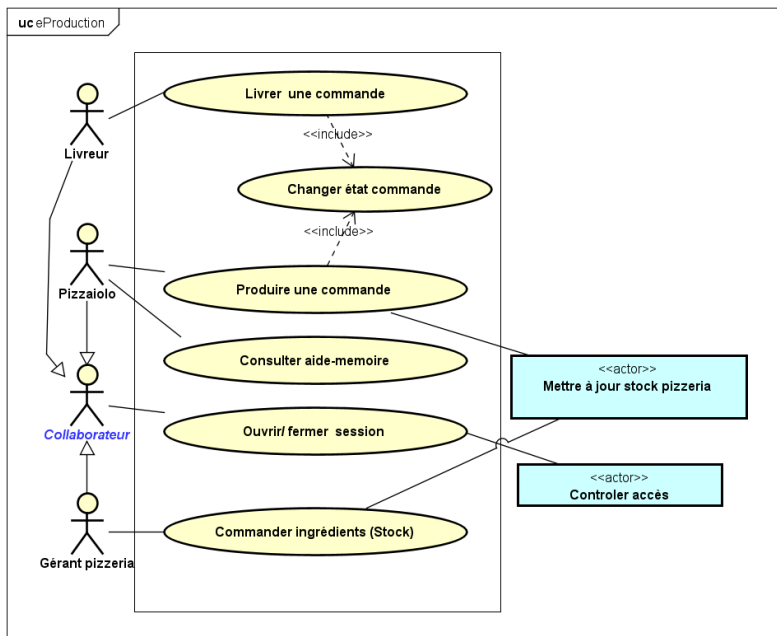 uc eProduction
Livrer une commande
<<include>>
Livreur
Changer état commande
<<include>>
Pizzaiolo
Produire une commande
Consulter aide-memoire
<<actor>>
Mettre à jour stock pizzeria
Collaborateur
Ouvrir/ fermer session
<<actor>>
Controler accès
Commander ingrédients (Stock)
Gérant pizzeria